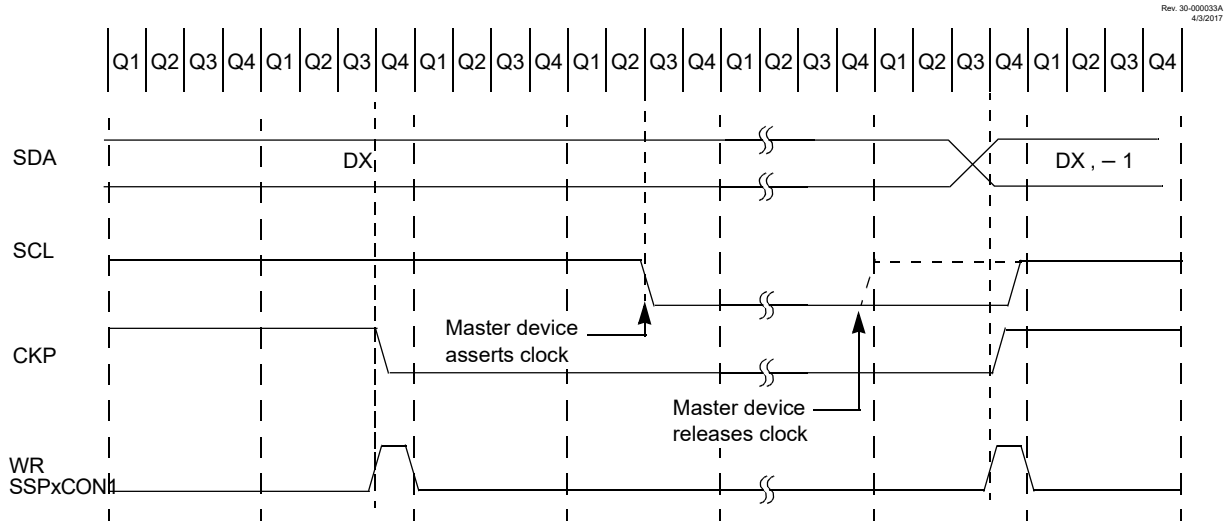 Rev. 30-000033A
4/3/2017
Q1 Q2 Q3 Q4 Q1 Q2 Q3 Q4 Q1 Q2 Q3 Q4 Q1 Q2 Q3 Q4 Q1 Q2 Q3 Q4 Q1 Q2 Q3 Q4 Q1 Q2 Q3 Q4
SDA
DX
DX , – 1
SCL
Master device
asserts clock
CKP
Master device
releases clock
WR
SSPxCON1